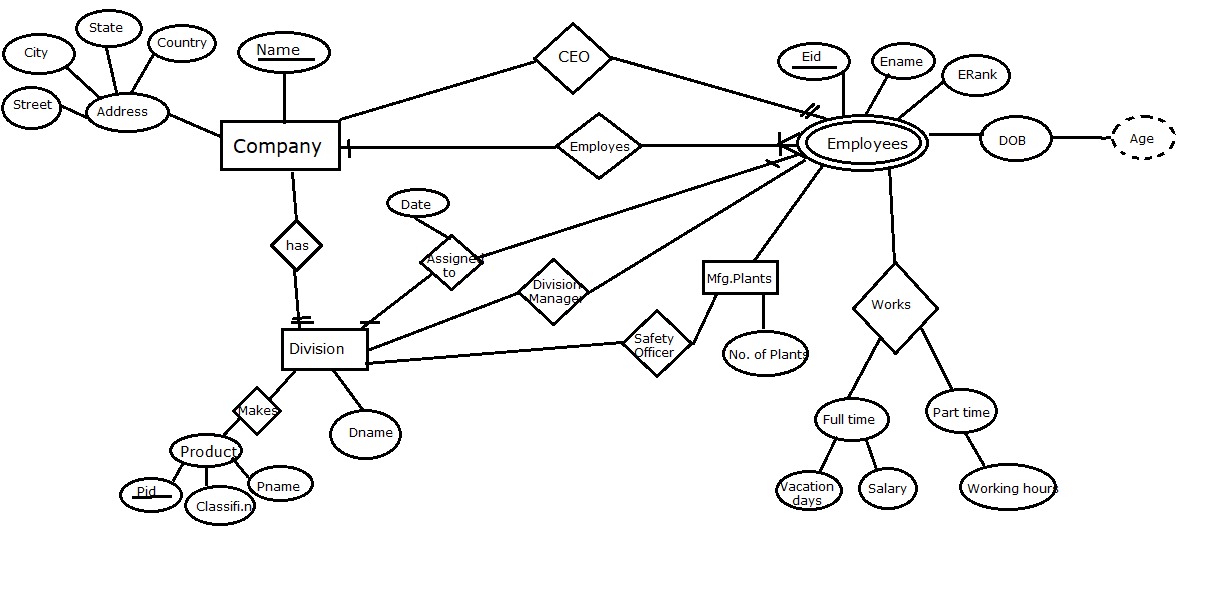 State
City
Country
Name
CEO
Eid
Ename
ERank
Street
Address
Company
Employes
Employees
DOB
Age
Date
has
Assigned
to
Division
Manager
Mfg.Plants
Works
Division
Safety
Officer
No. of Plants
Makes
Dname
Full time
Part time
Product
Pid
Classifi.n
Pname
Vacation
days
Salary
Working hours